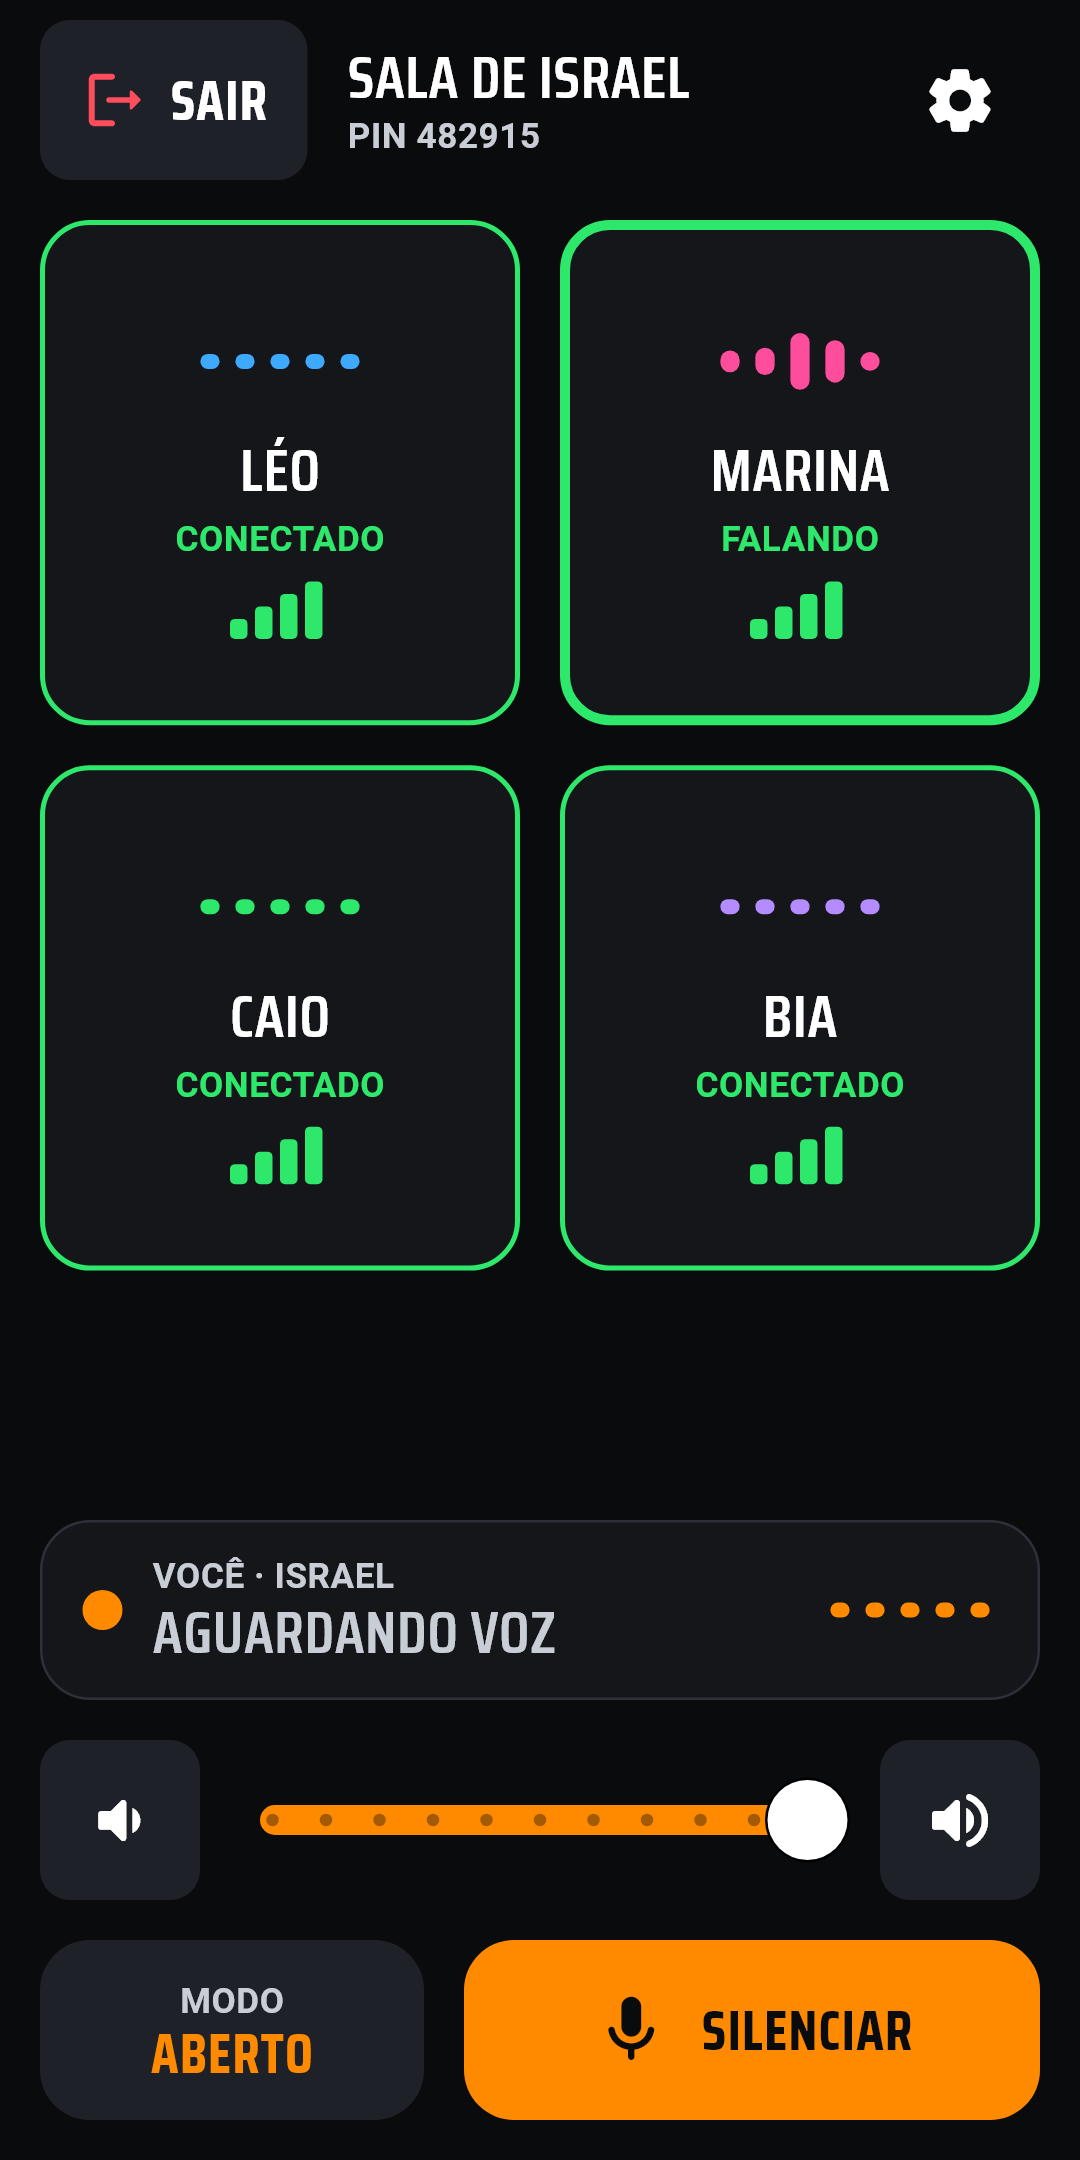 SAIR
SALA DE ISRAEL
PIN 482915
LÉO
CONECTADO
MARINA
FALANDO
CAIO
CONECTADO
BIA
CONECTADO
VOCÊ · ISRAEL
AGUARDANDO VOZ
MODO
ABERTO
SILENCIAR